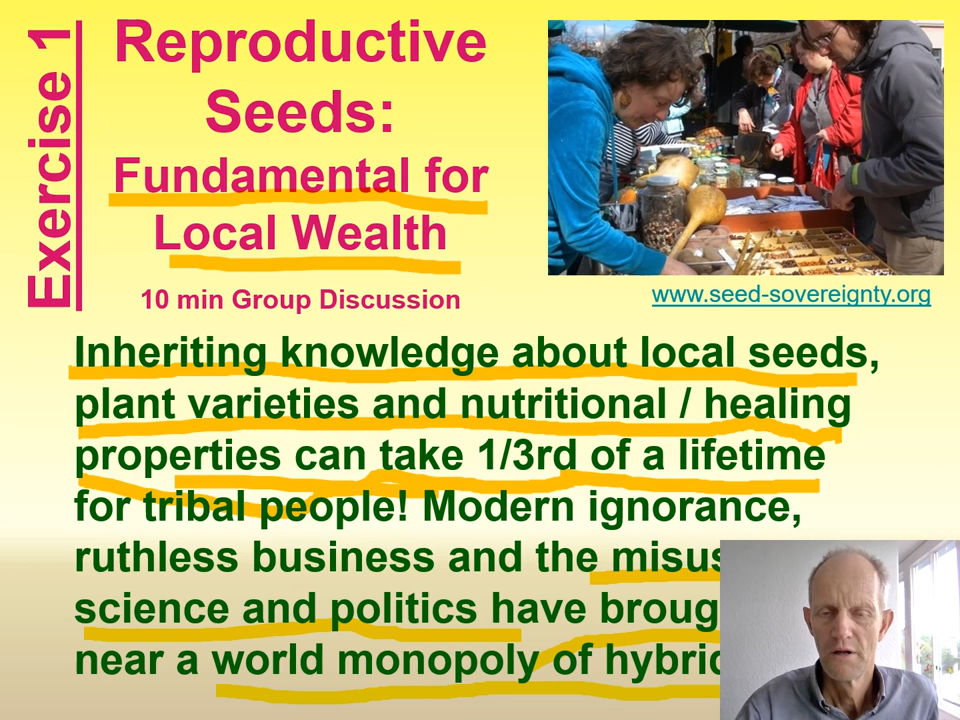 Exercise 1
Reproductive
Seeds:
Fundamental for
Local Wealth
10 min Group Discussion
www.seed-sovereignty.org
Inheriting knowledge about local seeds,
plant varieties and nutritional / healing
properties can take 1/3rd of a lifetime
for tribal people! Modern ignorance,
ruthless business and the
science and politics have
near a world monopoly of